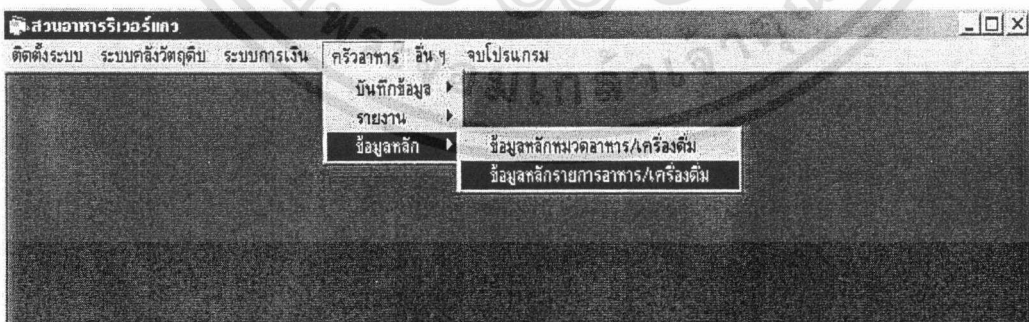 สวนอาหารริเวอร์แกว
ติดตั้งระบบ ระบบคลังวัตถุดิบ ระบบการเงิน ครัวอาหาร อื่น ๆ จบโปรแกรม
บันทึกข้อมูล
รายงาน
ข้อมูลหลัก
ข้อมูลหลักหมวดอาหาร/เครื่องดื่ม
ข้อมูลหลักรายการอาหาร/เครื่องดื่ม